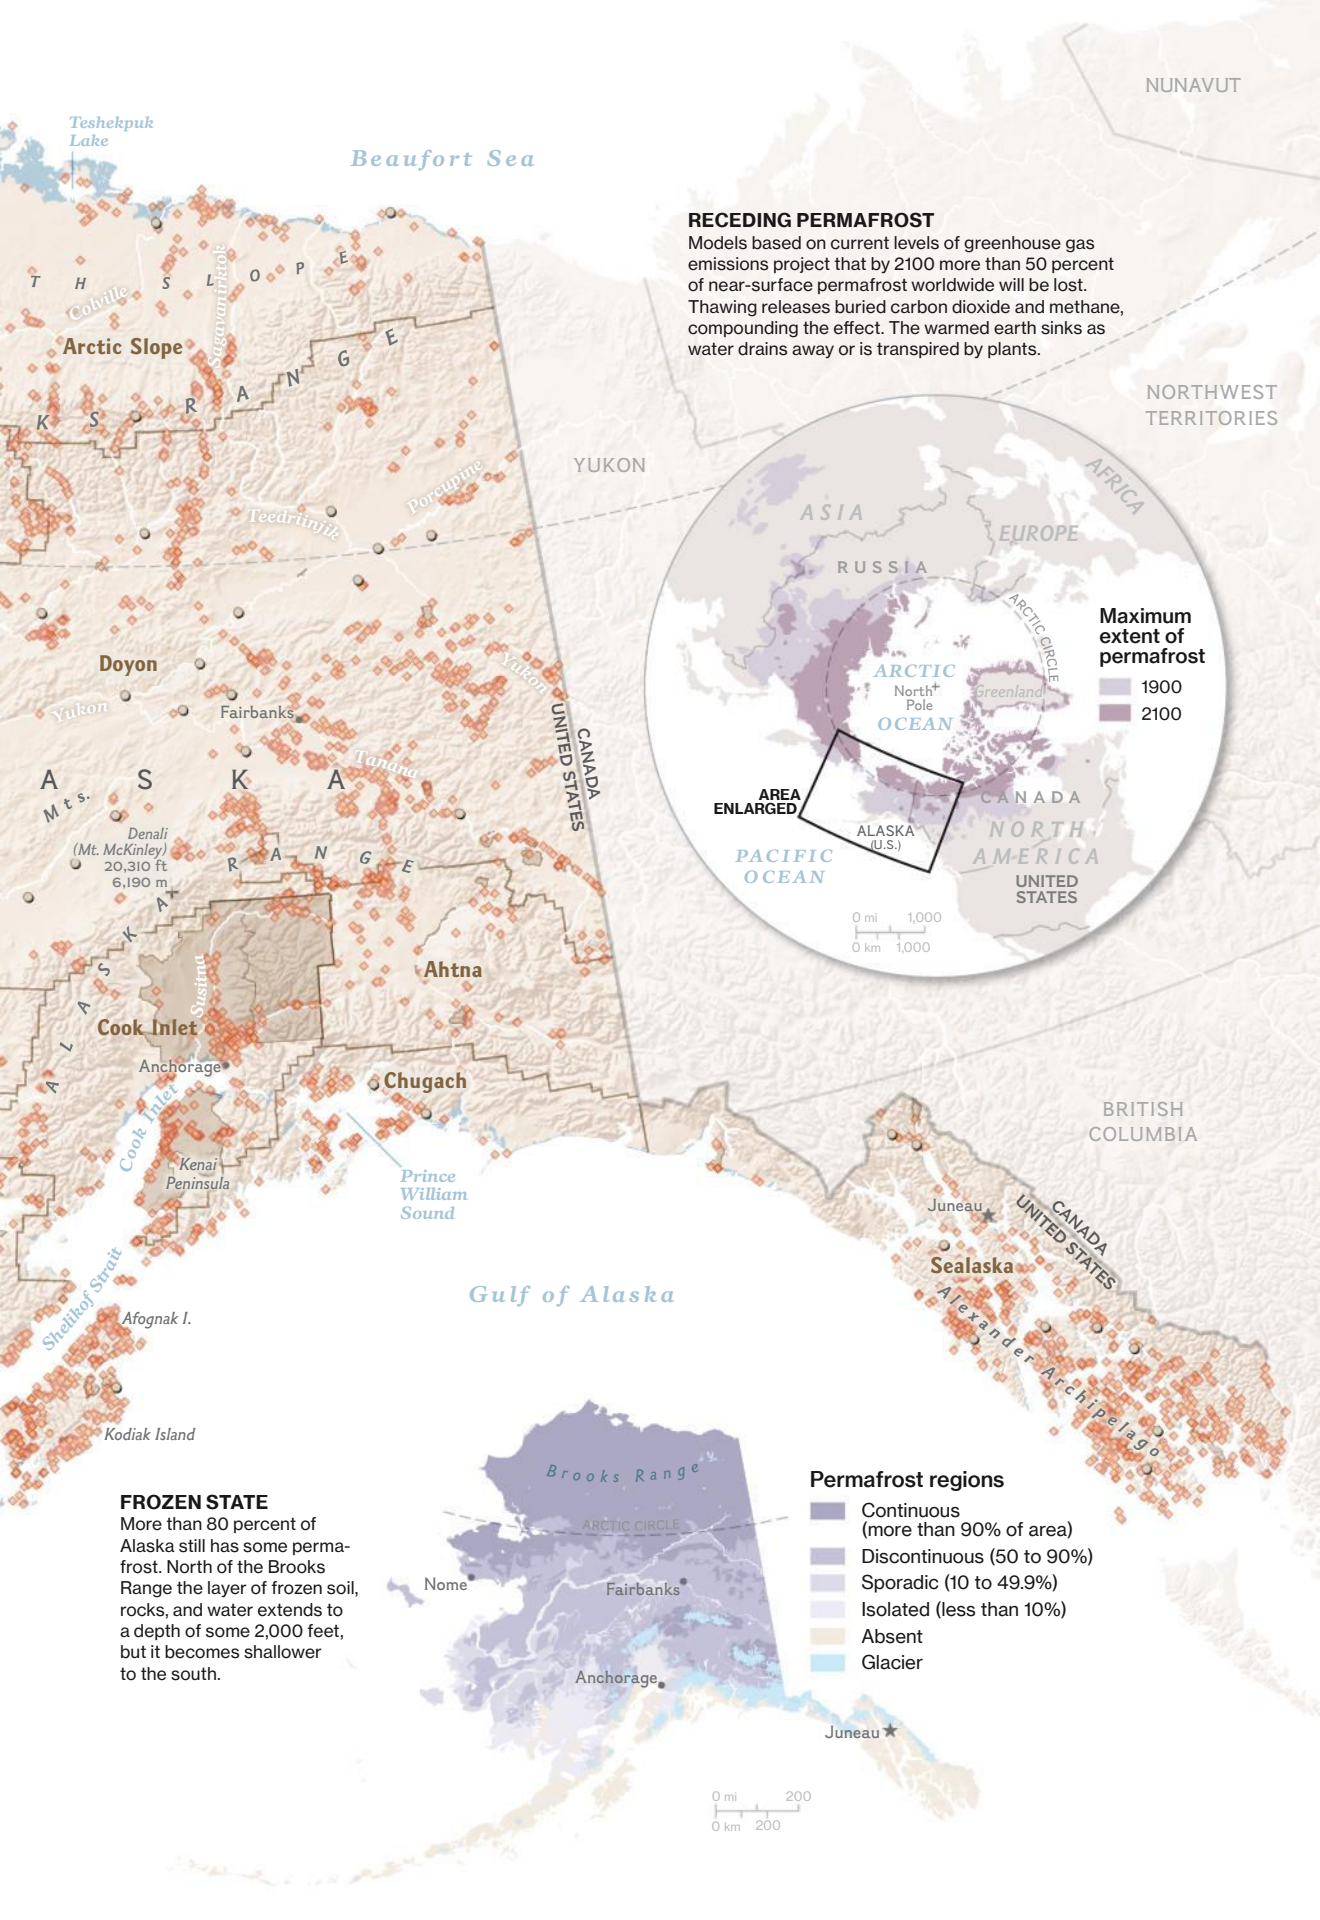 NUNAVUT
Teshekpuk
Lake
Beaufort Sea
RECEDING PERMAFROST
Models based on current levels of greenhouse gas
emissions project that by 2100 more than 50 percent
of near-surface permafrost worldwide will be lost.
Thawing releases buried carbon dioxide and methane,
compounding the effect. The warmed earth sinks as
water drains away or is transpired by plants.
T H S L O P E
Colville
Sagavanirktok
Arctic Slope
K S R A N G E
NORTHWEST
TERRITORIES
YUKON
Porcupine
Teedriinjik
AFRICA
ASIA
EUROPE
RUSSIA
ARCTIC CIRCLE
Maximum
extent of
permafrost
1900
2100
ARCTIC
North
Pole
OCEAN
Greenland
Doyon
Yukon
Yukon
Fairbanks
CANADA
UNITED STATES
Tanana
A S K A
Mts.
AREA
ENLARGED
CANADA
ALASKA
(U.S.)
NORTH
AMERICA
PACIFIC
OCEAN
UNITED
STATES
0 mi 1,000
0 km 1,000
Denali
(Mt. McKinley)
20,310 ft
6,190 m
ALASKA RANGE
Susitna
Ahtna
Cook Inlet
Anchorage
Chugach
Cook Inlet
Kenai
Peninsula
Prince
William
Sound
BRITISH
COLUMBIA
Juneau
CANADA
UNITED STATES
Sealaska
Alexander Archipelago
Shelikof Strait
Gulf of Alaska
Afognak I.
Kodiak Island
FROZEN STATE
More than 80 percent of
Alaska still has some perma-
frost. North of the Brooks
Range the layer of frozen soil,
rocks, and water extends to
a depth of some 2,000 feet,
but it becomes shallower
to the south.
Brooks Range
ARCTIC CIRCLE
Nome
Fairbanks
Anchorage
Juneau
Permafrost regions
Continuous
(more than 90% of area)
Discontinuous (50 to 90%)
Sporadic (10 to 49.9%)
Isolated (less than 10%)
Absent
Glacier
0 mi 200
0 km 200